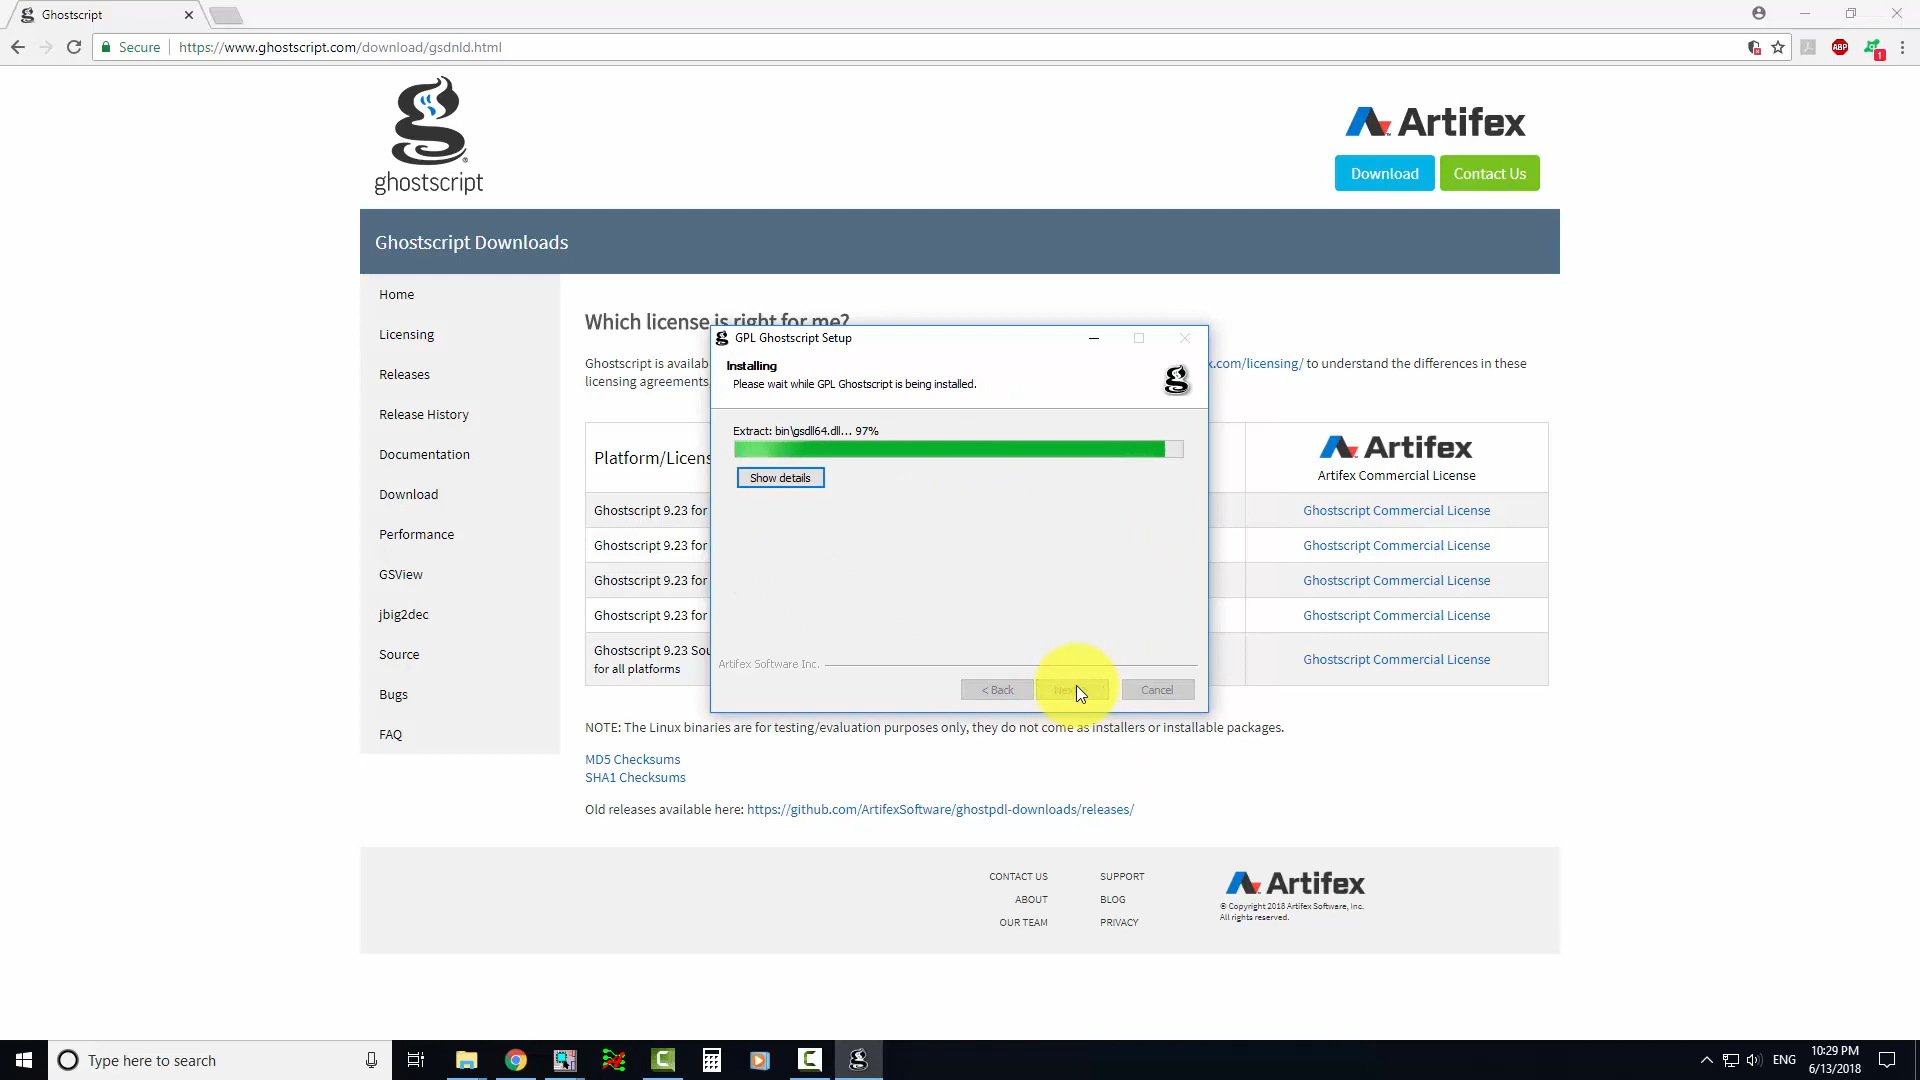 Ghostscript
Secure
https://www.ghostscript.com/download/gsdnld.html
ABP
1
ghostscript
Artifex
Download
Contact Us
Ghostscript Downloads
Home
Licensing
Releases
Release History
Documentation
Download
Performance
GSView
jbig2dec
Source
Bugs
FAQ
Which license is right for me?
Ghostscript is availab
x.com/licensing/ to understand the differences in these
licensing agreements
Platform/Licens
Artifex
Artifex Commercial License
Ghostscript 9.23 for
Ghostscript Commercial License
Ghostscript 9.23 for
Ghostscript Commercial License
Ghostscript 9.23 for
Ghostscript Commercial License
Ghostscript 9.23 for
Ghostscript Commercial License
Ghostscript 9.23 Sou
for all platforms
Ghostscript Commercial License
GPL Ghostscript Setup
Installing
Please wait while GPL Ghostscript is being installed.
Extract: bin\gsdll64.dll... 97%
Show details
Artifex Software Inc.
< Back
Cancel
NOTE: The Linux binaries are for testing/evaluation purposes only, they do not come as installers or installable packages.
MD5 Checksums
SHA1 Checksums
Old releases available here: https://github.com/ArtifexSoftware/ghostpdl-downloads/releases/
CONTACT US
ABOUT
OUR TEAM
SUPPORT
BLOG
PRIVACY
Artifex
© Copyright 2018 Artifex Software, Inc.
All rights reserved.
Type here to search
ENG
10:29 PM
6/13/2018